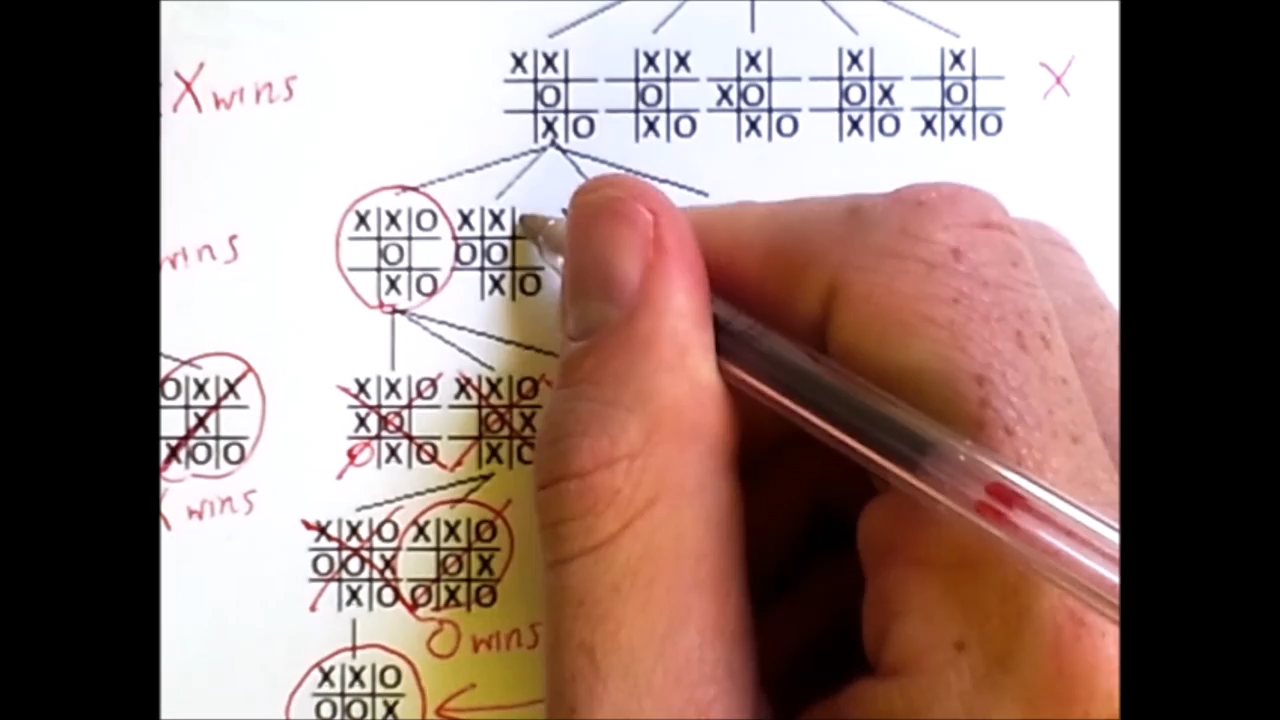 X wins
X|X|  |X|X  |X|  |X|  |X|  X
|O|  |O|  X|O|  |O|X  |O|
|X|O  |X|O  |X|O  |X|O  X|X|O
wins
X|X|O  X|X|
|O|  O|O|
|X|O  |X|O
O|X|X  X|X|O  X|X|O
|X|  X|O|  |O|X
X|O|O  O|X|O  |X|
X wins
X|X|O  X|X|O
O|O|X  |O|X
|X|O  O|X|O
O wins
X|X|O
O|O|X